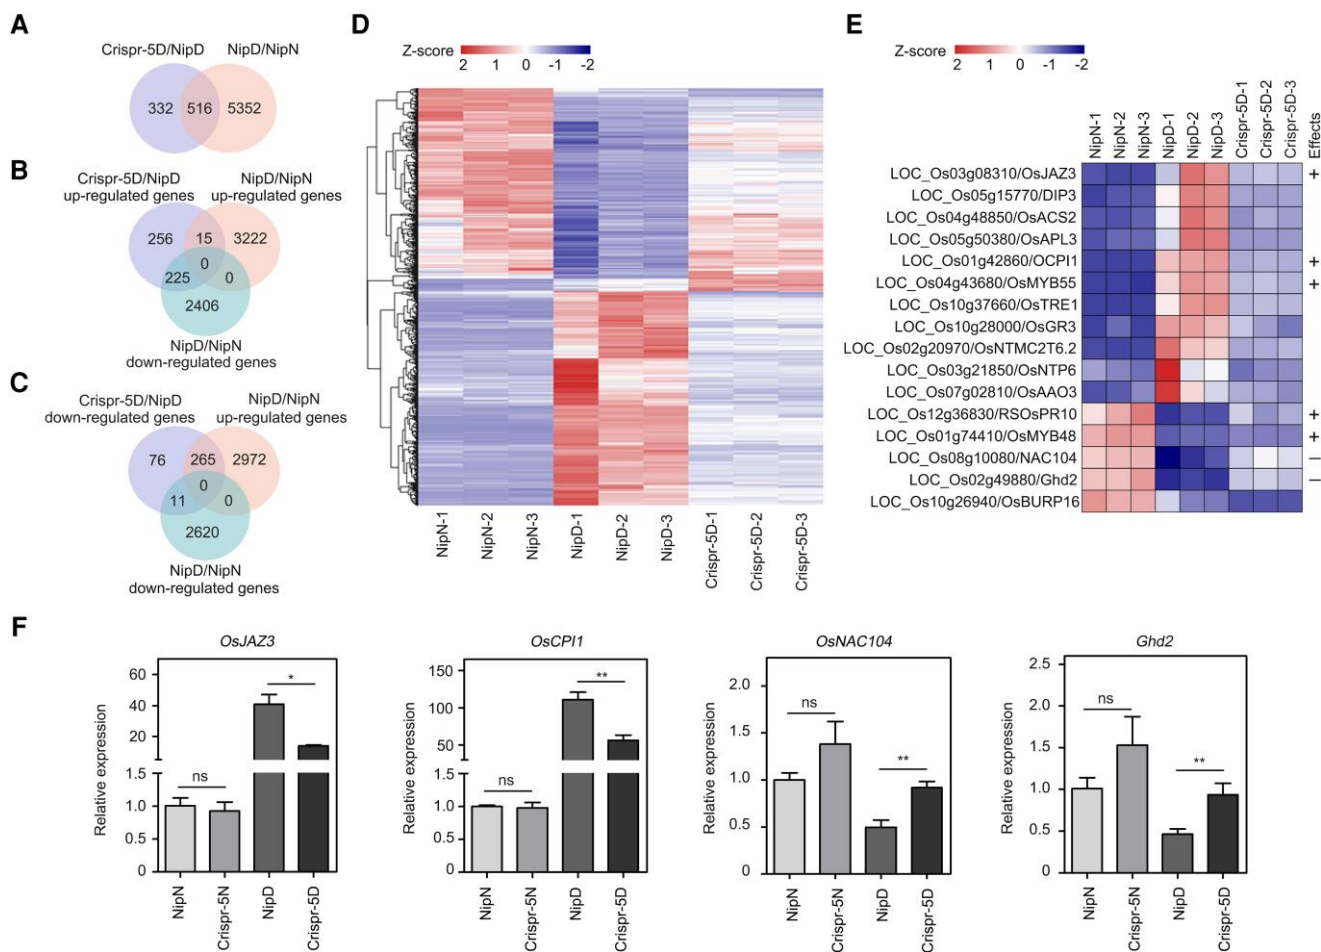 A
Crispr-5D/NipD NipD/NipN
332 516 5352
B
Crispr-5D/NipD NipD/NipN
up-regulated genes up-regulated genes
256 15 3222
0
225 0
2406
NipD/NipN
down-regulated genes
C
Crispr-5D/NipD NipD/NipN
down-regulated genes up-regulated genes
76 265 2972
0
11 0
2620
NipD/NipN
down-regulated genes
D
Z-score
2 1 0 -1 -2
NipN-1
NipN-2
NipN-3
NipD-1
NipD-2
NipD-3
Crispr-5D-1
Crispr-5D-2
Crispr-5D-3
E
Z-score
2 1 0 -1 -2
NipN-1
NipN-2
NipN-3
NipD-1
NipD-2
NipD-3
Crispr-5D-1
Crispr-5D-2
Crispr-5D-3
Effects
LOC_Os03g08310/OsJAZ3 +
LOC_Os05g15770/DIP3
LOC_Os04g48850/OsACS2
LOC_Os05g50380/OsAPL3
LOC_Os01g42860/OCPI1 +
LOC_Os04g43680/OsMYB55 +
LOC_Os10g37660/OsTRE1
LOC_Os10g28000/OsGR3
LOC_Os02g20970/OsNTMC2T6.2
LOC_Os03g21850/OsNTP6
LOC_Os07g02810/OsAAO3
LOC_Os12g36830/RSOsPR10 +
LOC_Os01g74410/OsMYB48 +
LOC_Os08g10080/NAC104 −
LOC_Os02g49880/Ghd2 −
LOC_Os10g26940/OsBURP16
F
OsJAZ3
Relative expression
60
40
20
1.5
1.0
0.5
0
ns
*
NipN
Crispr-5N
NipD
Crispr-5D
OsCPI1
Relative expression
150
100
50
1.5
1.0
0.5
0
ns
**
NipN
Crispr-5N
NipD
Crispr-5D
OsNAC104
Relative expression
2.0
1.5
1.0
0.5
0
ns
**
NipN
Crispr-5N
NipD
Crispr-5D
Ghd2
Relative expression
2.5
2.0
1.5
1.0
0.5
0
ns
**
NipN
Crispr-5N
NipD
Crispr-5D